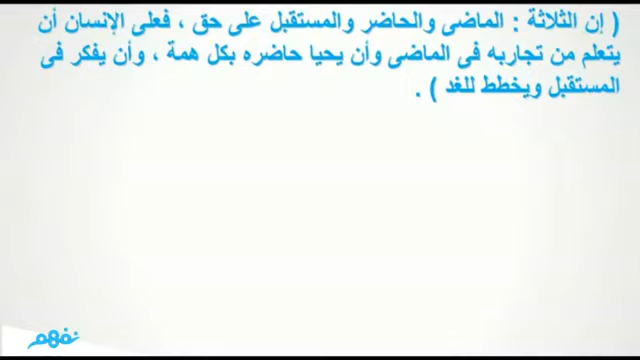 ( إن الثلاثة : الماضى والحاضر والمستقبل على حق ، فعلى الإنسان أن
يتعلم من تجاربه فى الماضى وأن يحيا حاضره بكل همة ، وأن يفكر فى
المستقبل ويخطط للغد ) .
نفهم